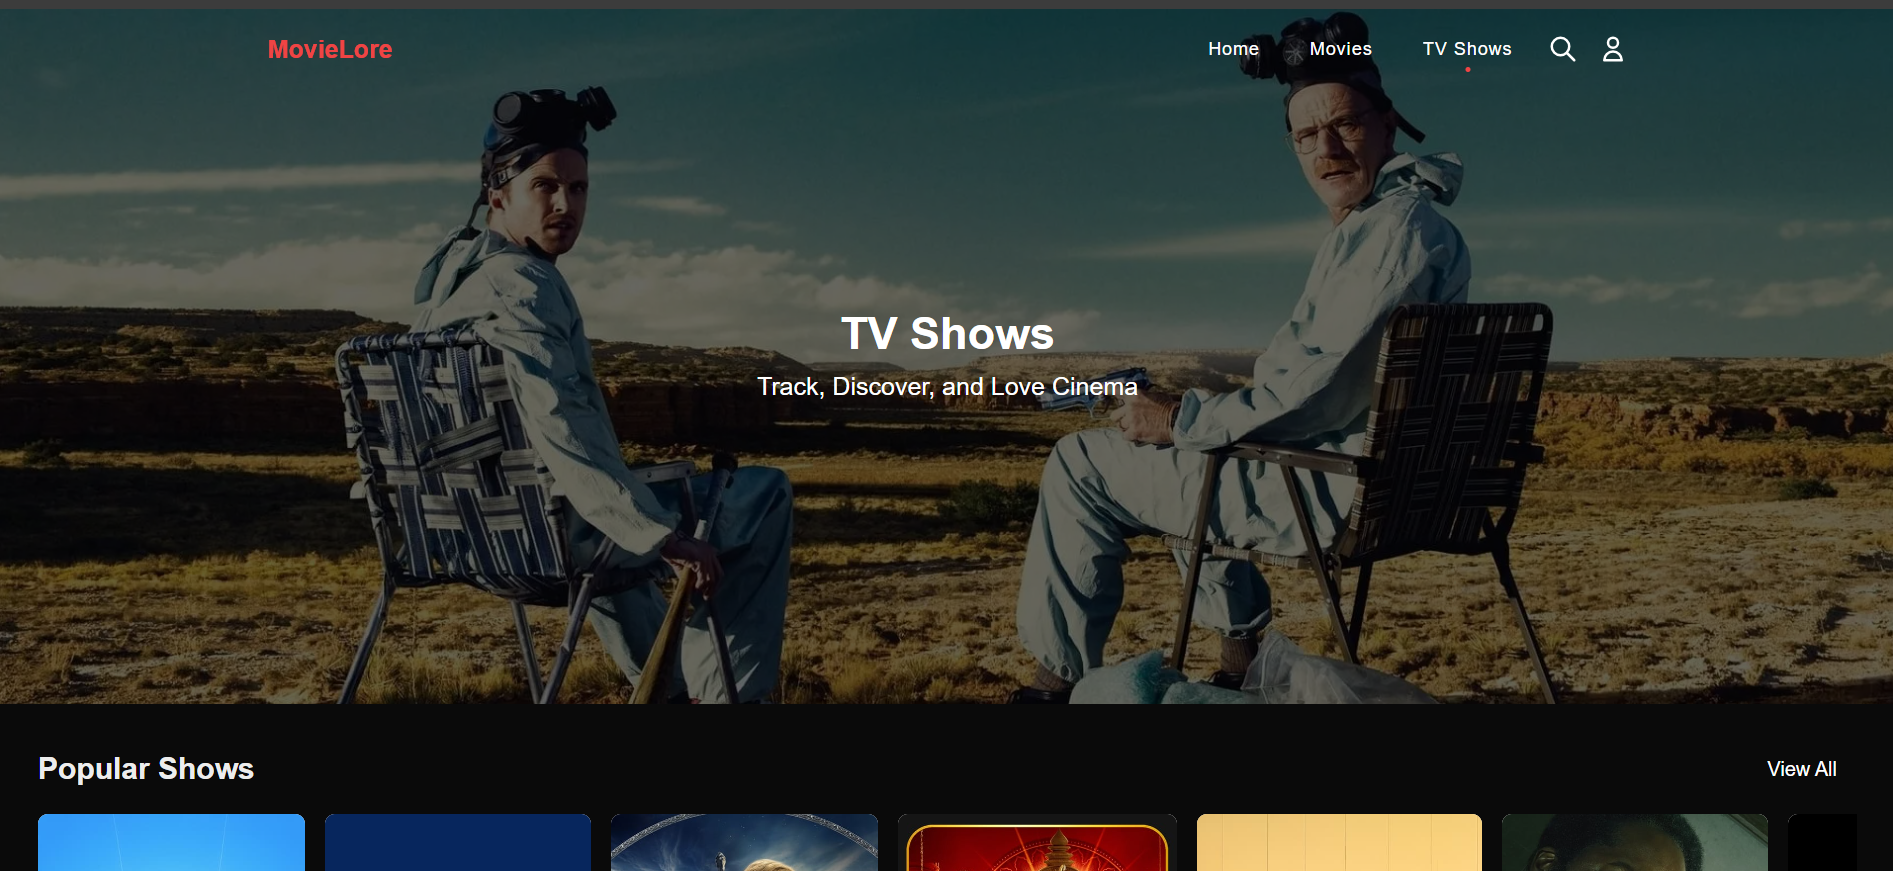 MovieLore
Home Movies TV Shows
TV Shows
Track, Discover, and Love Cinema
Popular Shows
View All